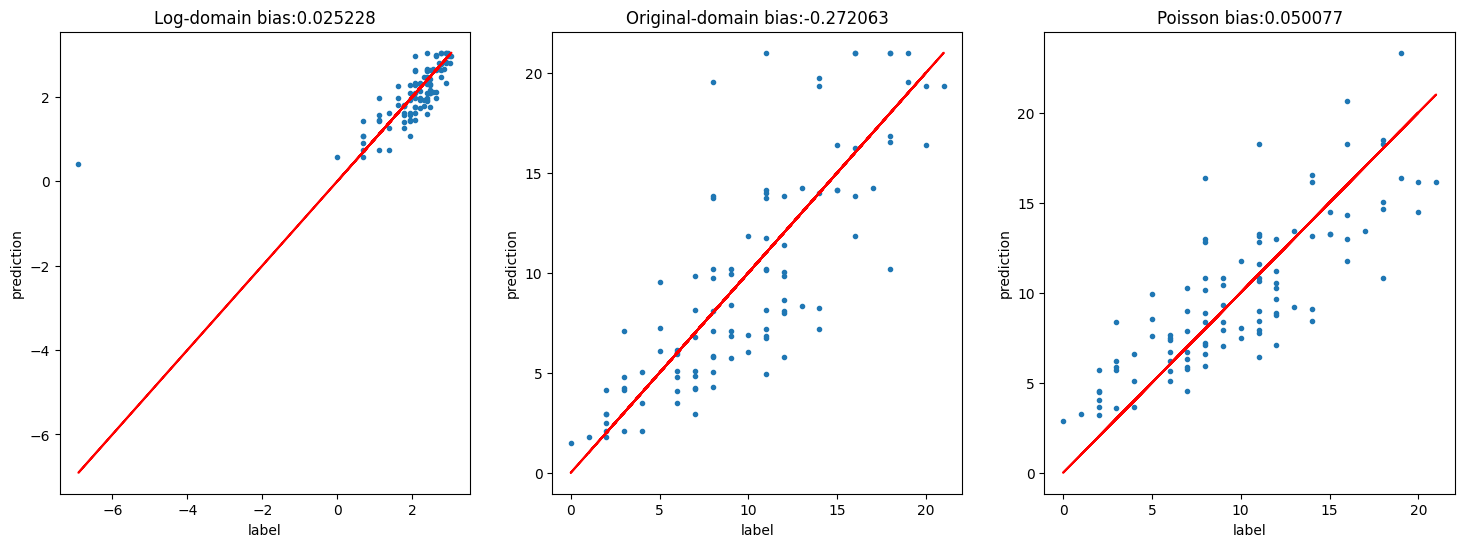 Log-domain bias:0.025228
prediction
2
0
−2
−4
−6
−6 −4 −2 0 2
label
Original-domain bias:-0.272063
prediction
20
15
10
5
0
0 5 10 15 20
label
Poisson bias:0.050077
prediction
20
15
10
5
0
0 5 10 15 20
label